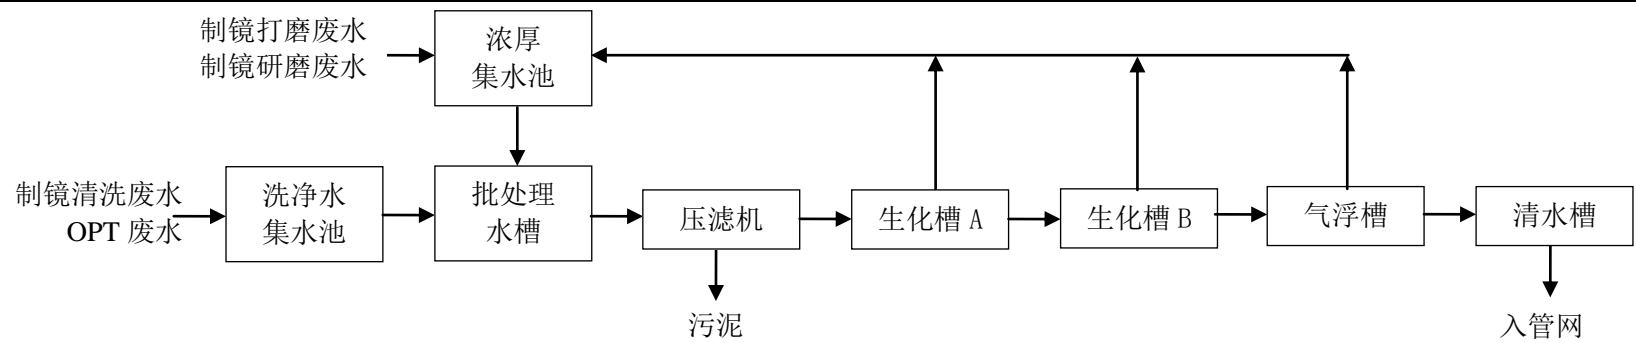 制镜打磨废水
制镜研磨废水
浓厚
集水池
制镜清洗废水
OPT 废水
洗净水
集水池
批处理
水槽
压滤机
生化槽 A
生化槽 B
气浮槽
清水槽
污泥
入管网